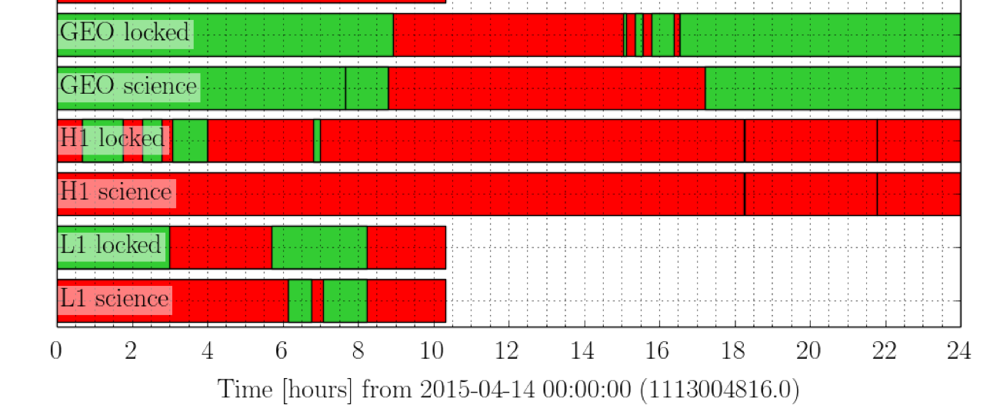 GEO locked
GEO science
H1 locked
H1 science
L1 locked
L1 science
0 2 4 6 8 10 12 14 16 18 20 22 24
Time [hours] from 2015-04-14 00:00:00 (1113004816.0)